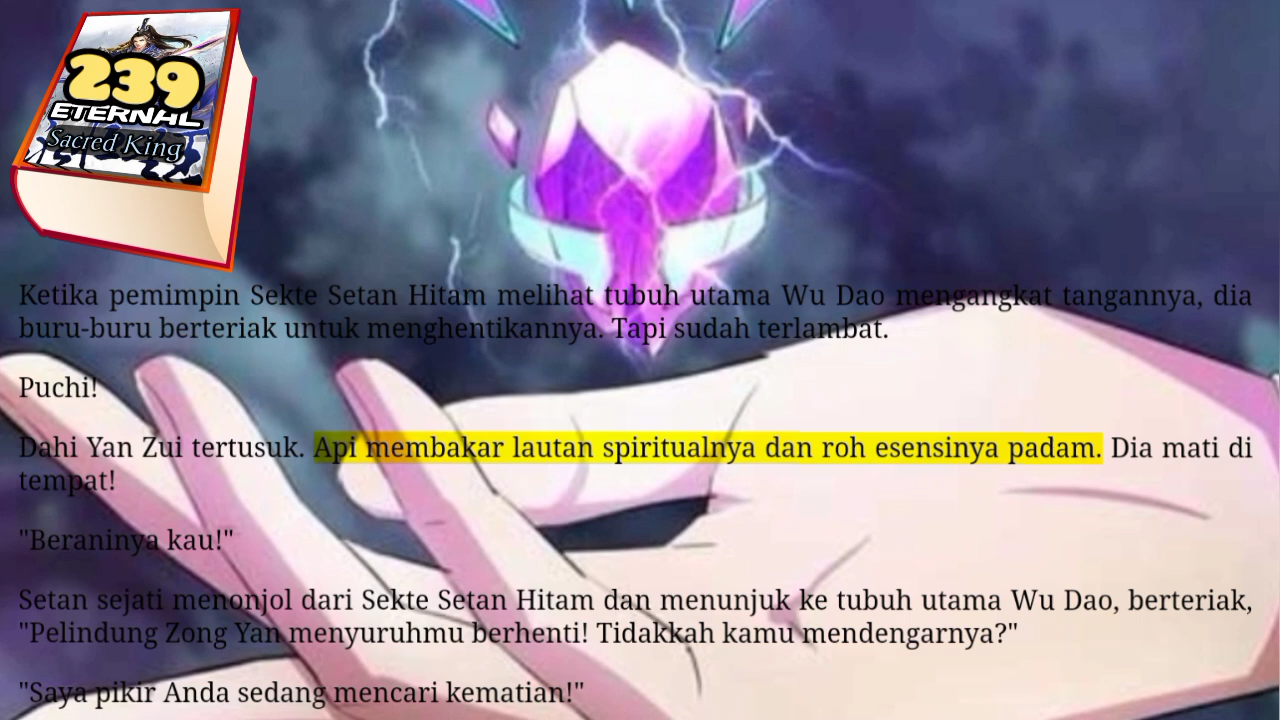 239
ETERNAL
Sacred King
Ketika pemimpin Sekte Setan Hitam melihat tubuh utama Wu Dao mengangkat tangannya, dia
buru-buru berteriak untuk menghentikannya. Tapi sudah terlambat.
Puchi!
Dahi Yan Zui tertusuk. Api membakar lautan spiritualnya dan roh esensinya padam. Dia mati di
tempat!
"Beraninya kau!"
Setan sejati menonjol dari Sekte Setan Hitam dan menunjuk ke tubuh utama Wu Dao, berteriak,
"Pelindung Zong Yan menyuruhmu berhenti! Tidakkah kamu mendengarnya?"
"Saya pikir Anda sedang mencari kematian!"